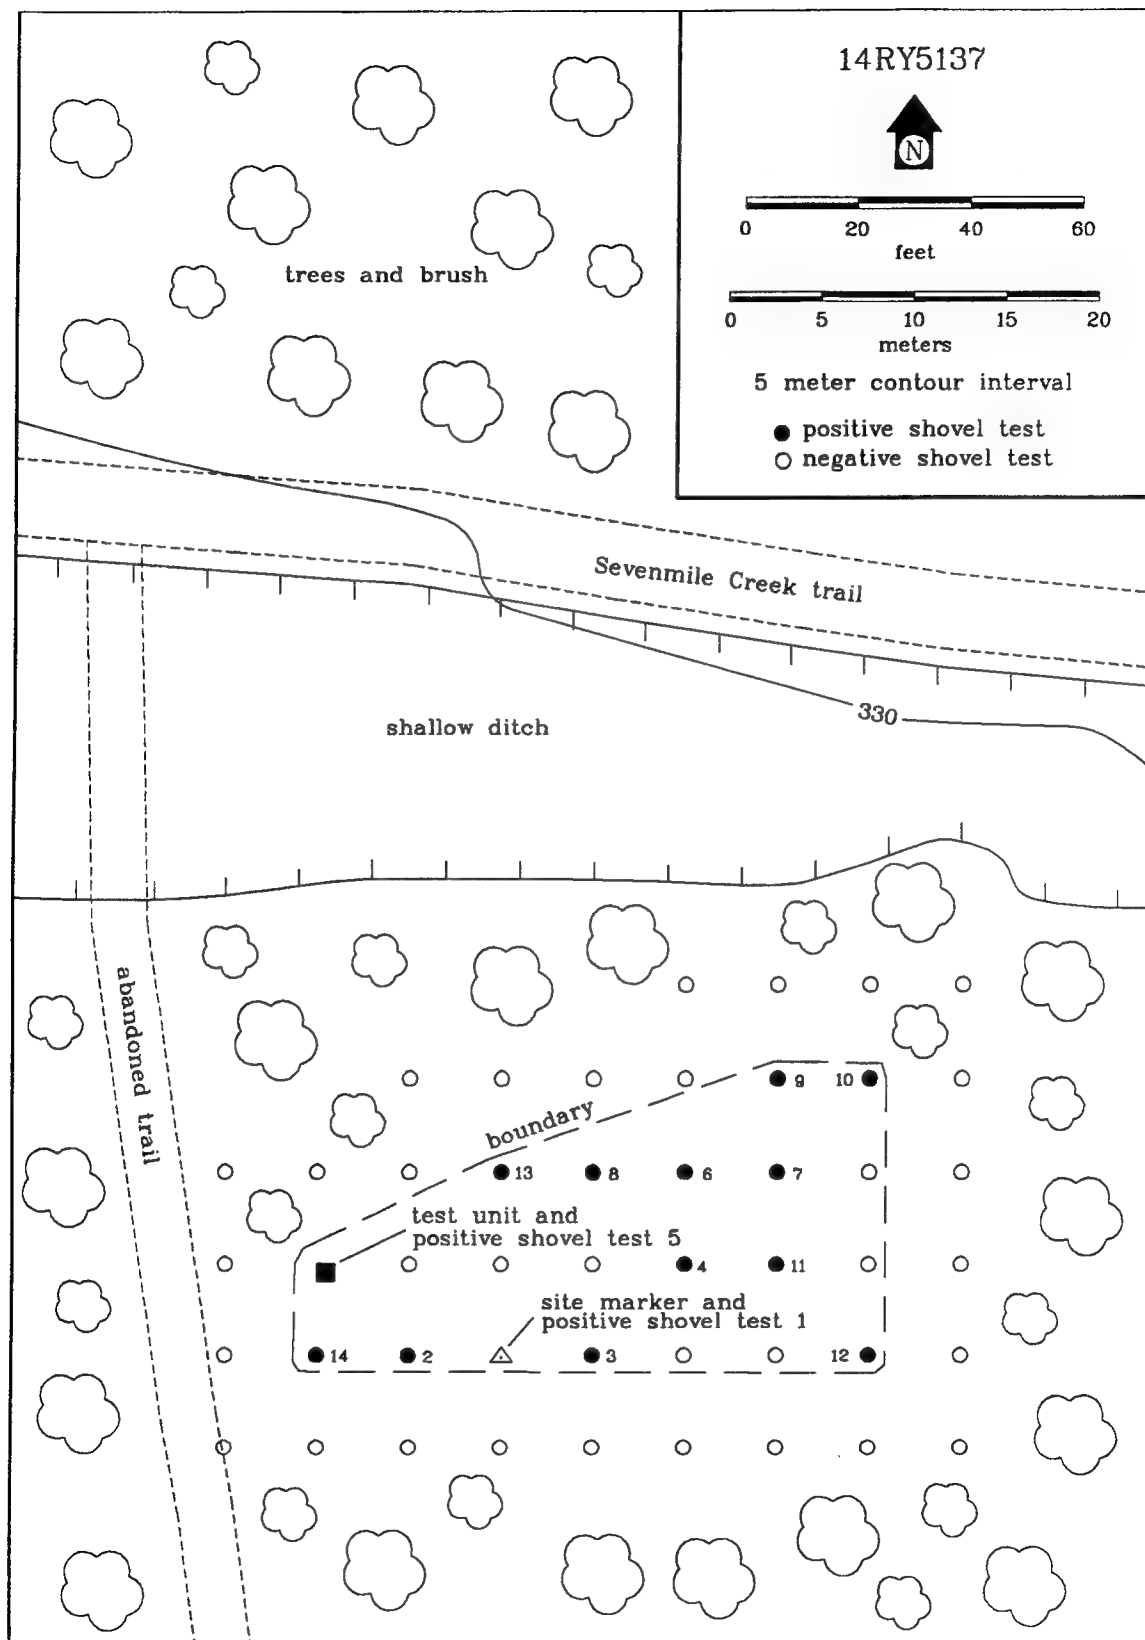 14RY5137
N
0 20 40 60
feet
0 5 10 15 20
meters
5 meter contour interval
positive shovel test
negative shovel test
trees and brush
Sevenmile Creek trail
330
shallow ditch
abandoned trail
boundary
9 10
13 8 6 7
test unit and
positive shovel test 5
4 11
site marker and
positive shovel test 1
14 2 3 12